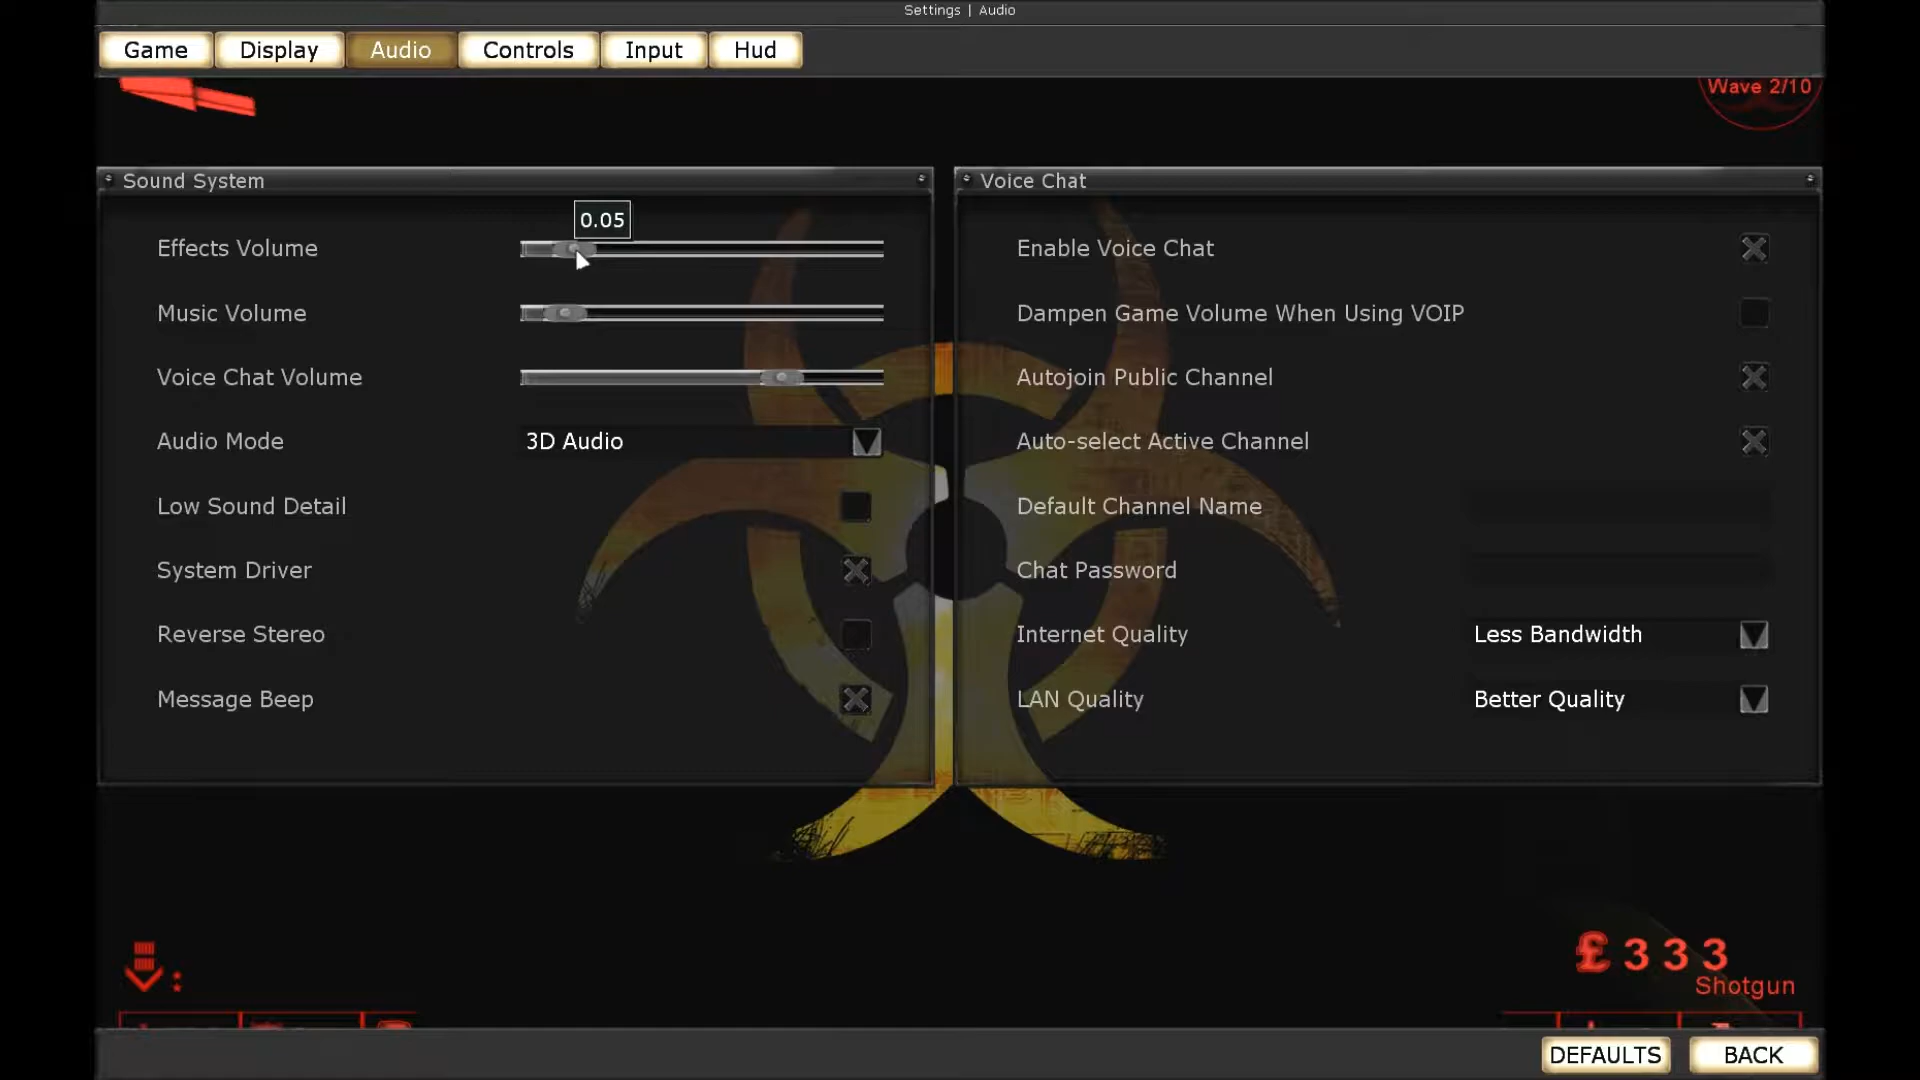 Settings | Audio
Game Display Audio Controls Input Hud
Wave 2/10
Sound System
0.05
Effects Volume
Music Volume
Voice Chat Volume
Audio Mode 3D Audio
Low Sound Detail
System Driver
Reverse Stereo
Message Beep
Voice Chat
Enable Voice Chat
Dampen Game Volume When Using VOIP
Autojoin Public Channel
Auto-select Active Channel
Default Channel Name
Chat Password
Internet Quality Less Bandwidth
LAN Quality Better Quality
£ 333
Shotgun
DEFAULTS BACK